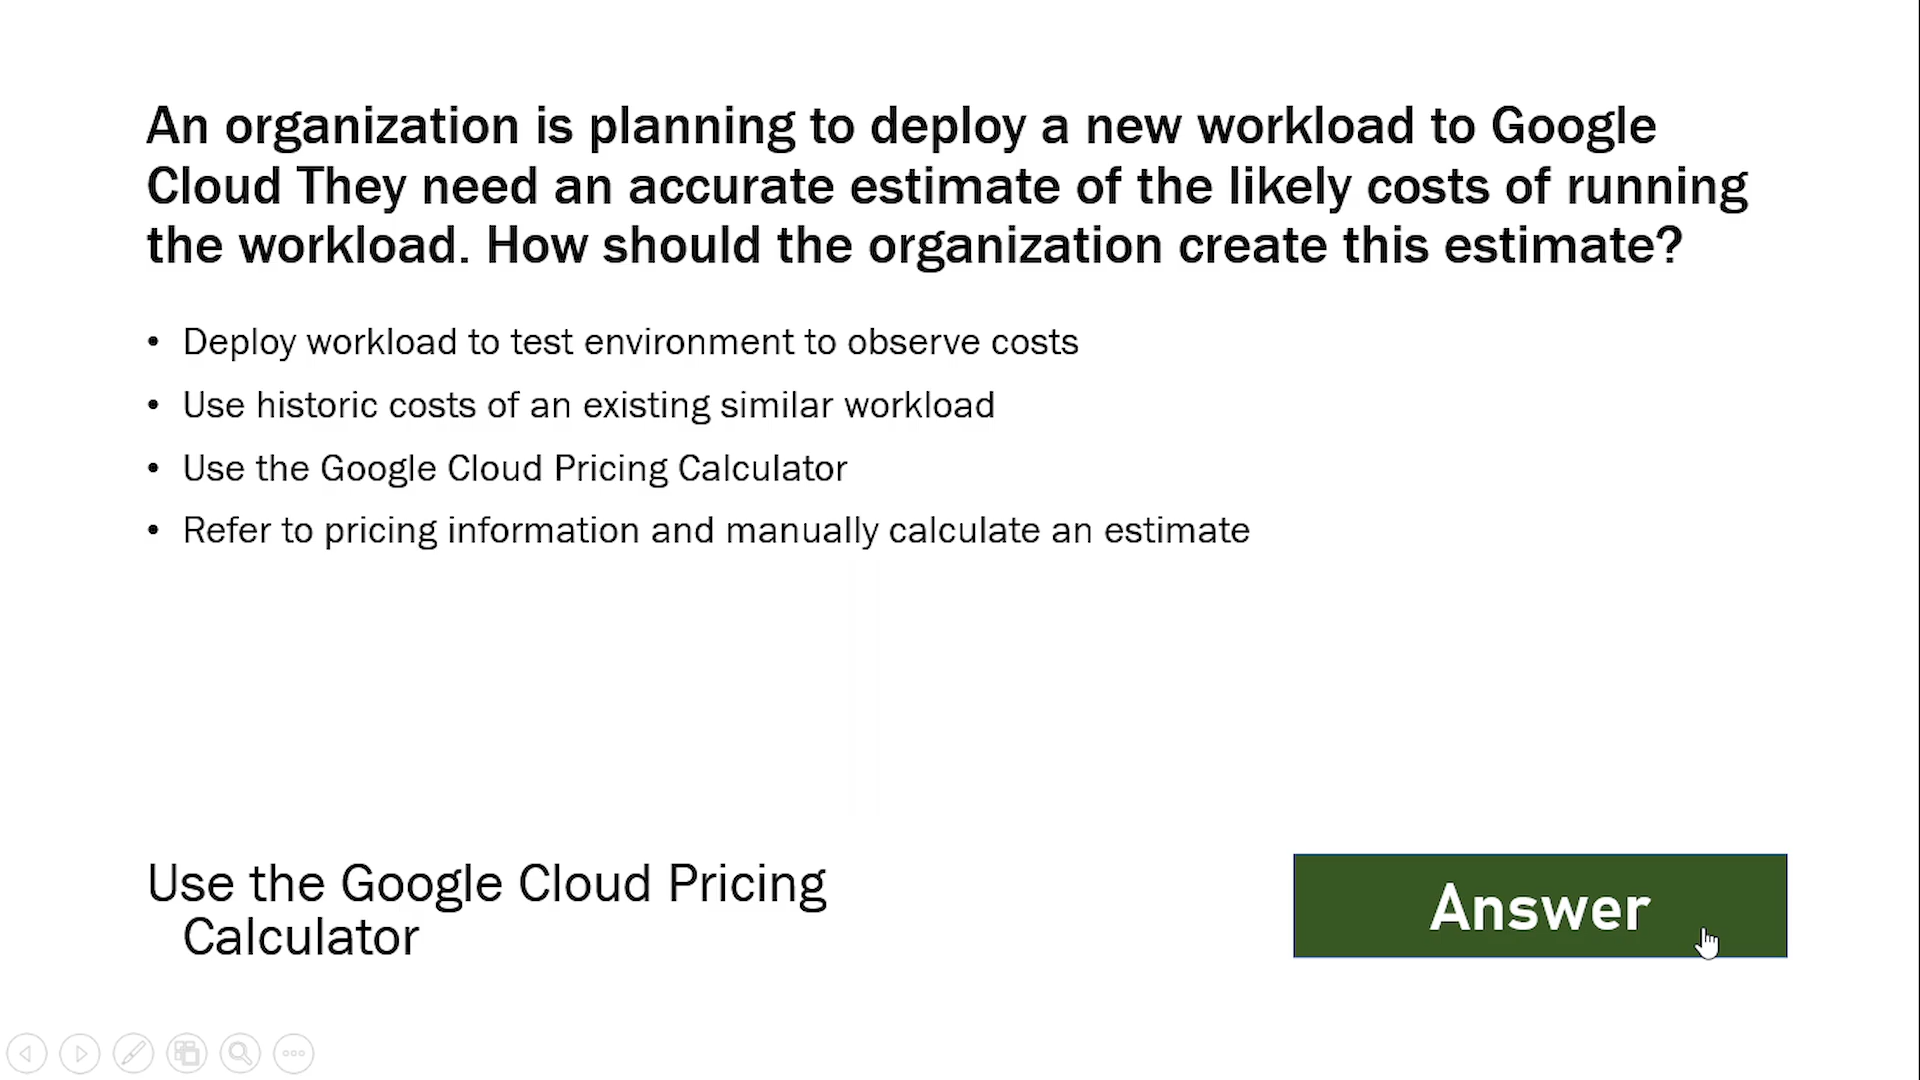 An organization is planning to deploy a new workload to Google
Cloud They need an accurate estimate of the likely costs of running
the workload. How should the organization create this estimate?
• Deploy workload to test environment to observe costs
• Use historic costs of an existing similar workload
• Use the Google Cloud Pricing Calculator
• Refer to pricing information and manually calculate an estimate
Use the Google Cloud Pricing
Calculator
Answer